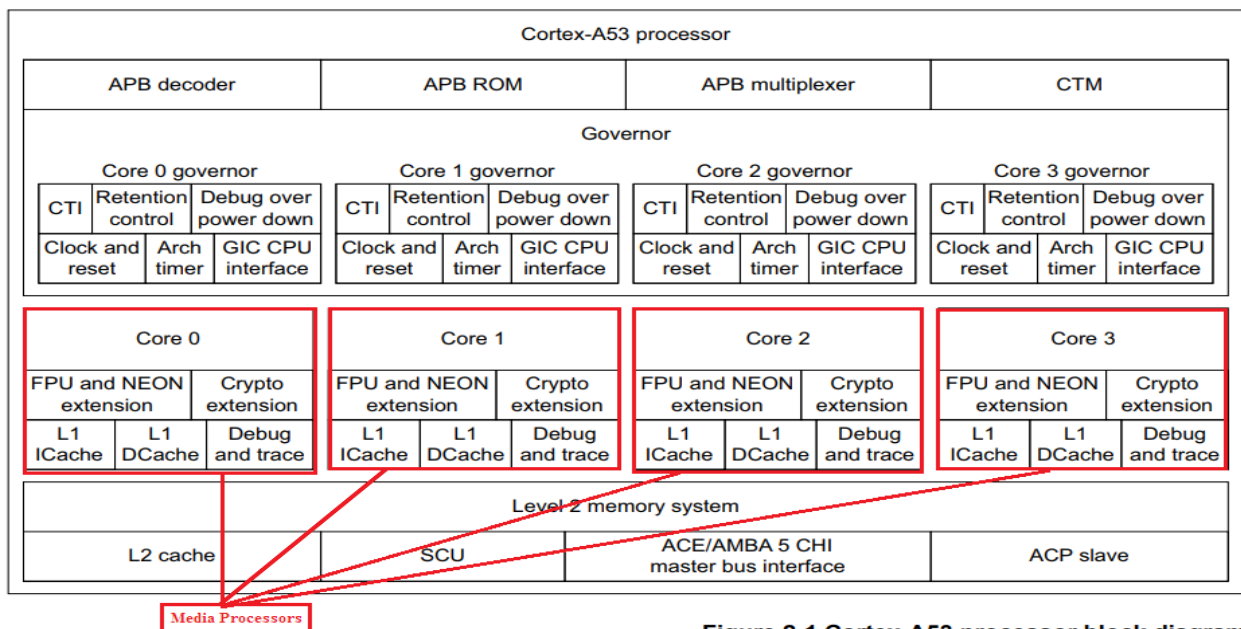 Cortex-A53 processor
APB decoder APB ROM APB multiplexer CTM
Governor
Core 0 governor Core 1 governor Core 2 governor Core 3 governor
CTI Retention control Debug over power down CTI Retention control Debug over power down CTI Retention control Debug over power down CTI Retention control Debug over power down
Clock and reset Arch timer GIC CPU interface Clock and reset Arch timer GIC CPU interface Clock and reset Arch timer GIC CPU interface Clock and reset Arch timer GIC CPU interface
Core 0 Core 1 Core 2 Core 3
FPU and NEON extension Crypto extension FPU and NEON extension Crypto extension FPU and NEON extension Crypto extension FPU and NEON extension Crypto extension
L1 ICache L1 DCache Debug and trace L1 ICache L1 DCache Debug and trace L1 ICache L1 DCache Debug and trace L1 ICache L1 DCache Debug and trace
Level 2 memory system
L2 cache SCU ACE/AMBA 5 CHI master bus interface ACP slave
Media Processors
Figure 2-1 Cortex-A53 processor block diagram